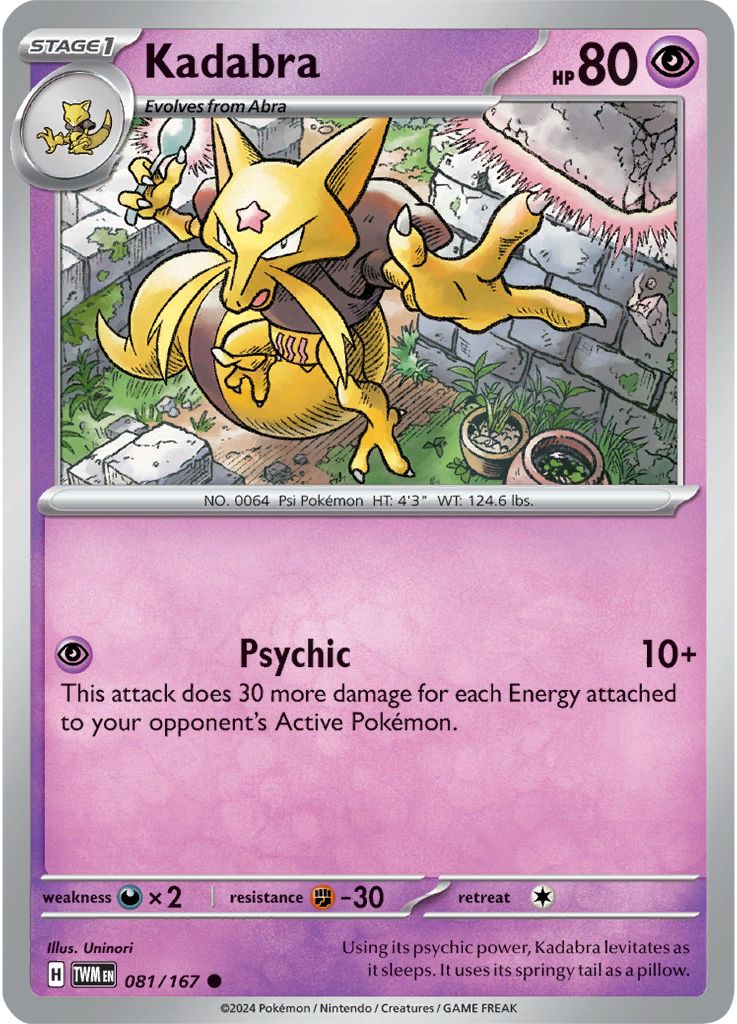 STAGE1
Kadabra
HP80
Evolves from Abra
NO. 0064 Psi Pokémon HT: 4'3" WT: 124.6 lbs.
Psychic 10+
This attack does 30 more damage for each Energy attached
to your opponent's Active Pokémon.
weakness ×2 resistance -30 retreat
Illus. Uninori
Using its psychic power, Kadabra levitates as
it sleeps. It uses its springy tail as a pillow.
H TWM EN 081/167
©2024 Pokémon / Nintendo / Creatures / GAME FREAK